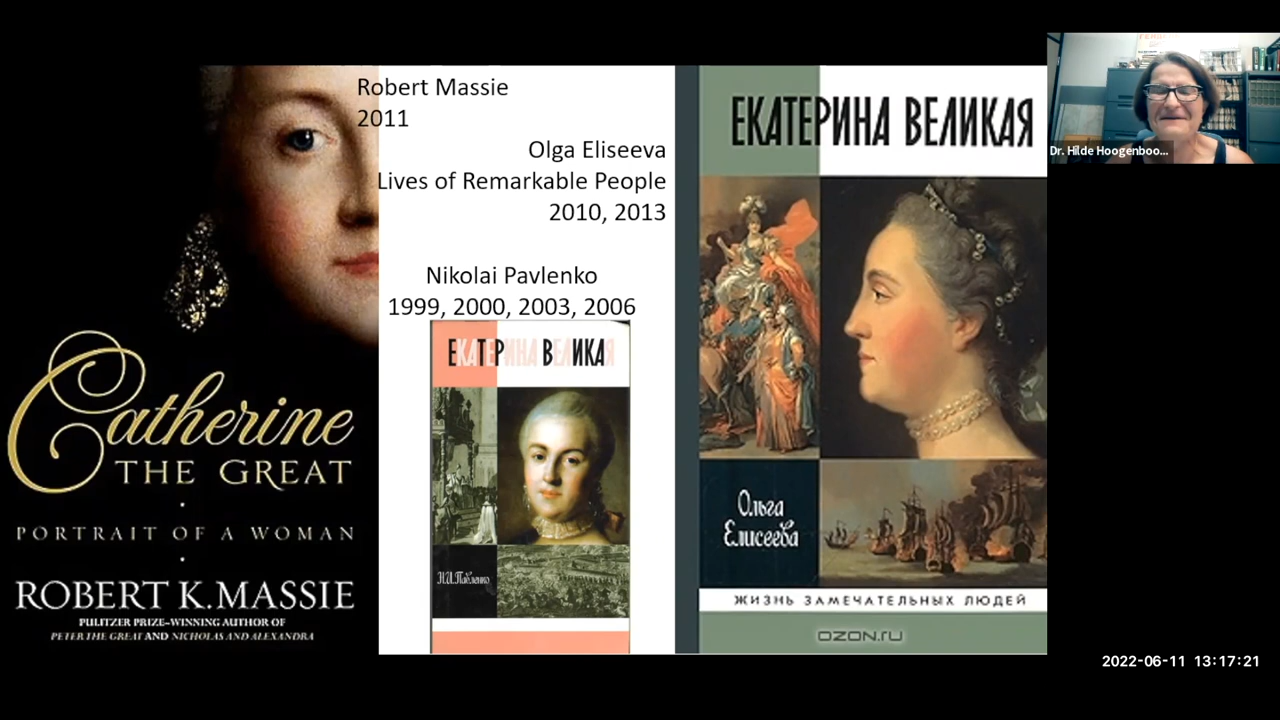 Robert Massie
2011
Olga Eliseeva
Lives of Remarkable People
2010, 2013
Nikolai Pavlenko
1999, 2000, 2003, 2006
Catherine
THE GREAT
PORTRAIT OF A WOMAN
ROBERT K. MASSIE
PULITZER PRIZE–WINNING AUTHOR OF
PETER THE GREAT AND NICHOLAS AND ALEXANDRA
ЕКАТЕРИНА ВЕЛИКАЯ
Н.И.Павленко
ЕКАТЕРИНА ВЕЛИКАЯ
Ольга
Елисеева
ЖИЗНЬ ЗАМЕЧАТЕЛЬНЫХ ЛЮДЕЙ
OZON.RU
Dr. Hilde Hoogenboo...
2022-06-11 13:17:21